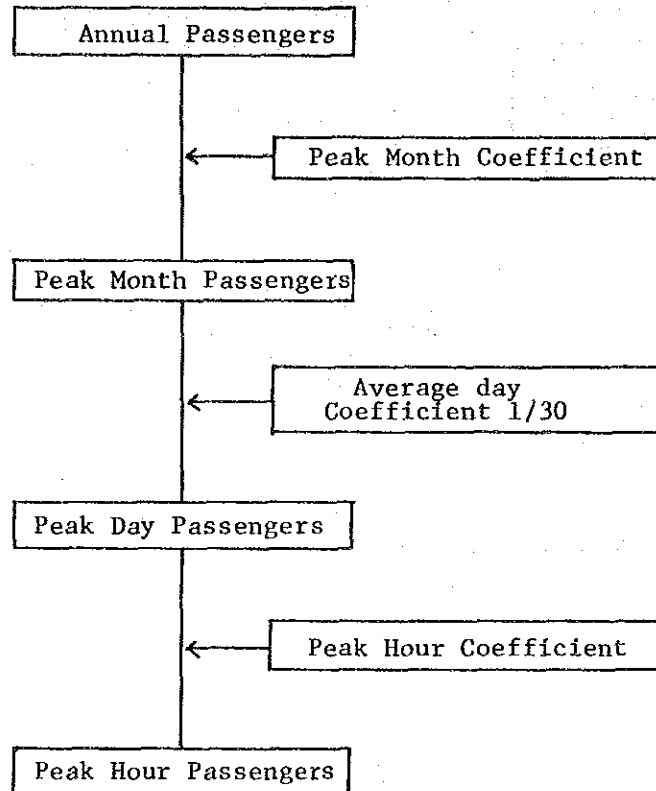 Annual Passengers
Peak Month Coefficient
Peak Month Passengers
Average day
Coefficient 1/30
Peak Day Passengers
Peak Hour Coefficient
Peak Hour Passengers